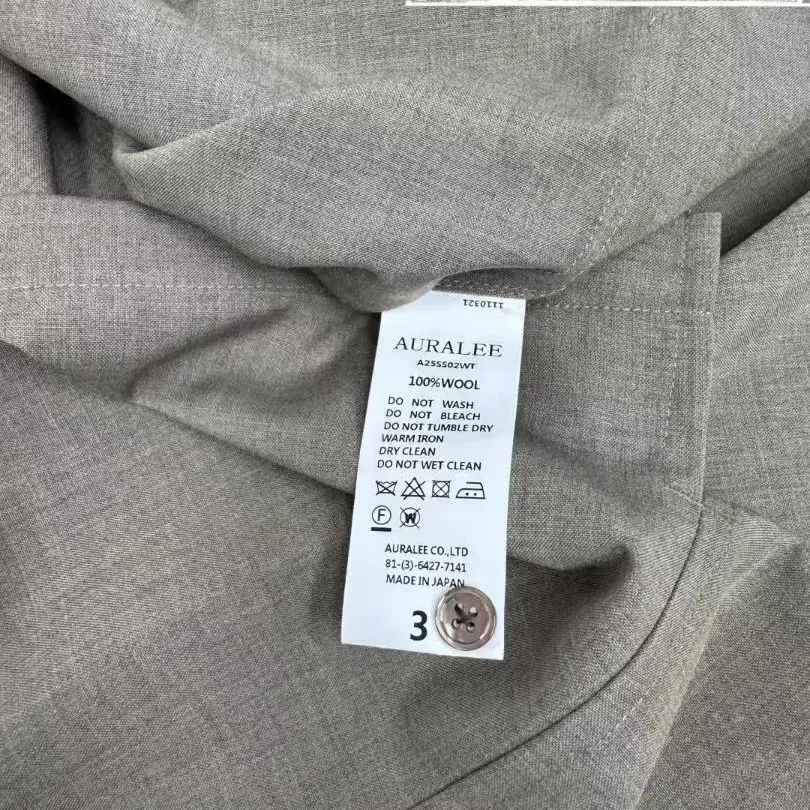 1110321
AURALEE
A25SS02WT
100%WOOL
DO NOT WASH
DO NOT BLEACH
DO NOT TUMBLE DRY
WARM IRON
DRY CLEAN
DO NOT WET CLEAN
F W
AURALEE CO.,LTD
81-(3)-6427-7141
MADE IN JAPAN
3